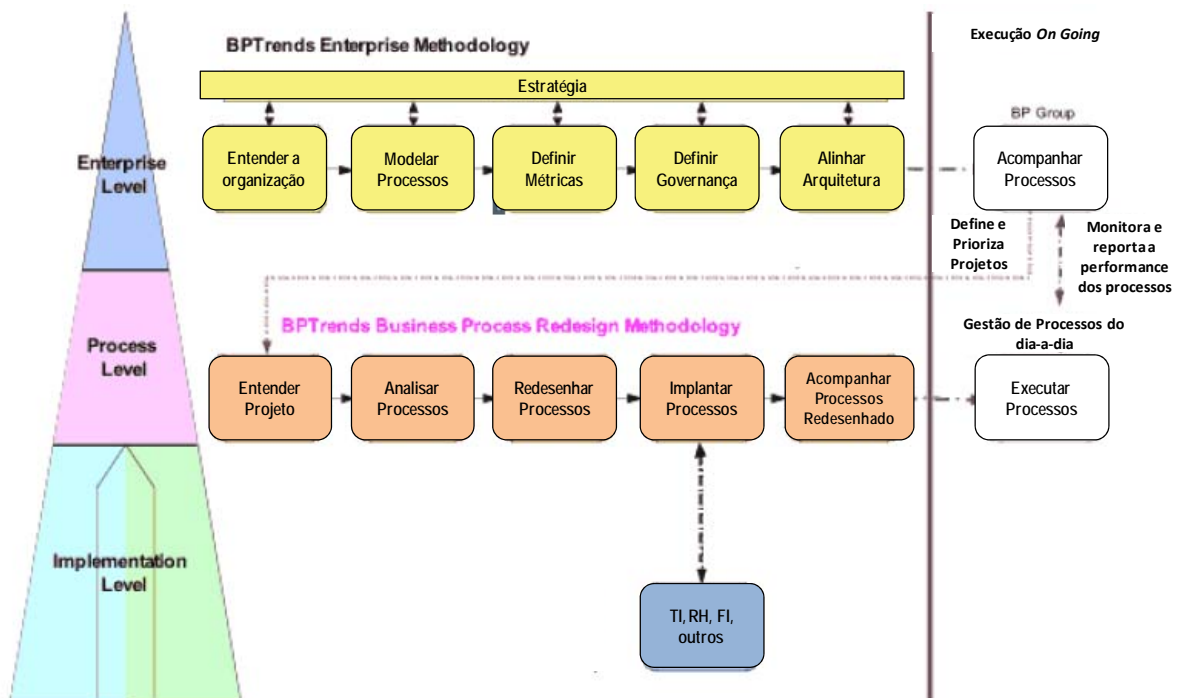 BPTrends Enterprise Methodology
Execução On Going
Estratégia
BP Group
Enterprise
Level
Entender a
organização
Modelar
Processos
Definir
Métricas
Definir
Governança
Alinhar
Arquitetura
Acompanhar
Processos
Define e
Prioriza
Projetos
Monitora e
reporta a
performance
dos processos
BPTrends Business Process Redesign Methodology
Gestão de Processos do
dia-a-dia
Process
Level
Entender
Projeto
Analisar
Processos
Redesenhar
Processos
Implantar
Processos
Acompanhar
Processos
Redesenhado
Executar
Processos
Implementation
Level
TI, RH, FI,
outros